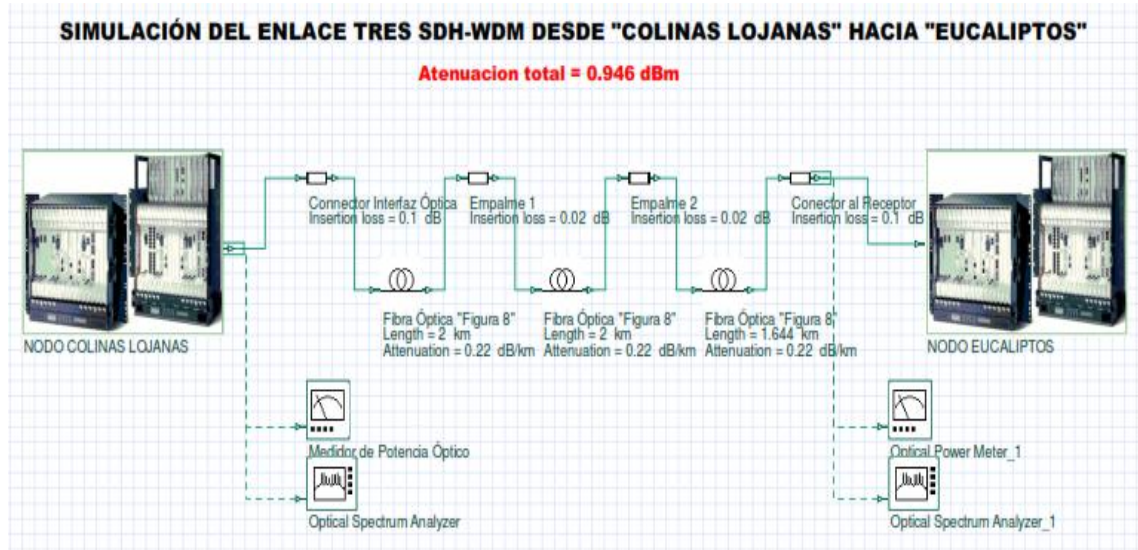 SIMULACIÓN DEL ENLACE TRES SDH-WDM DESDE "COLINAS LOJANAS" HACIA "EUCALIPTOS"
Atenuacion total = 0.946 dBm
Connector Interfaz Óptica
Insertion loss = 0.1 dB
Empalme 1
Insertion loss = 0.02 dB
Empalme 2
Insertion loss = 0.02 dB
Conector al Receptor
Insertion loss = 0.1 dB
Fibra Óptica "Figura 8"
Length = 2 km
Attenuation = 0.22 dB/km
Fibra Óptica "Figura 8"
Length = 2 km
Attenuation = 0.22 dB/km
Fibra Óptica "Figura 8"
Length = 1.644 km
Attenuation = 0.22 dB/km
NODO COLINAS LOJANAS
NODO EUCALIPTOS
Medidor de Potencia Óptico
Optical Spectrum Analyzer
Optical Power Meter_1
Optical Spectrum Analyzer_1